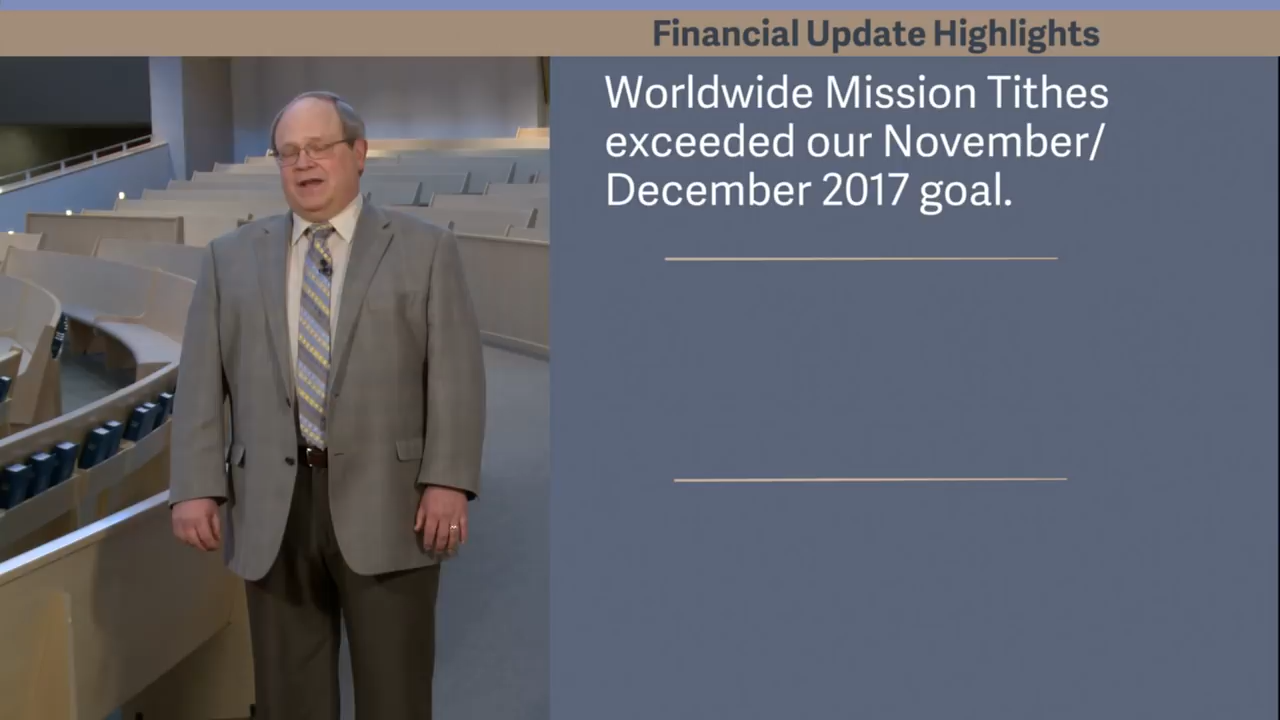 Financial Update Highlights
Worldwide Mission Tithes
exceeded our November/
December 2017 goal.